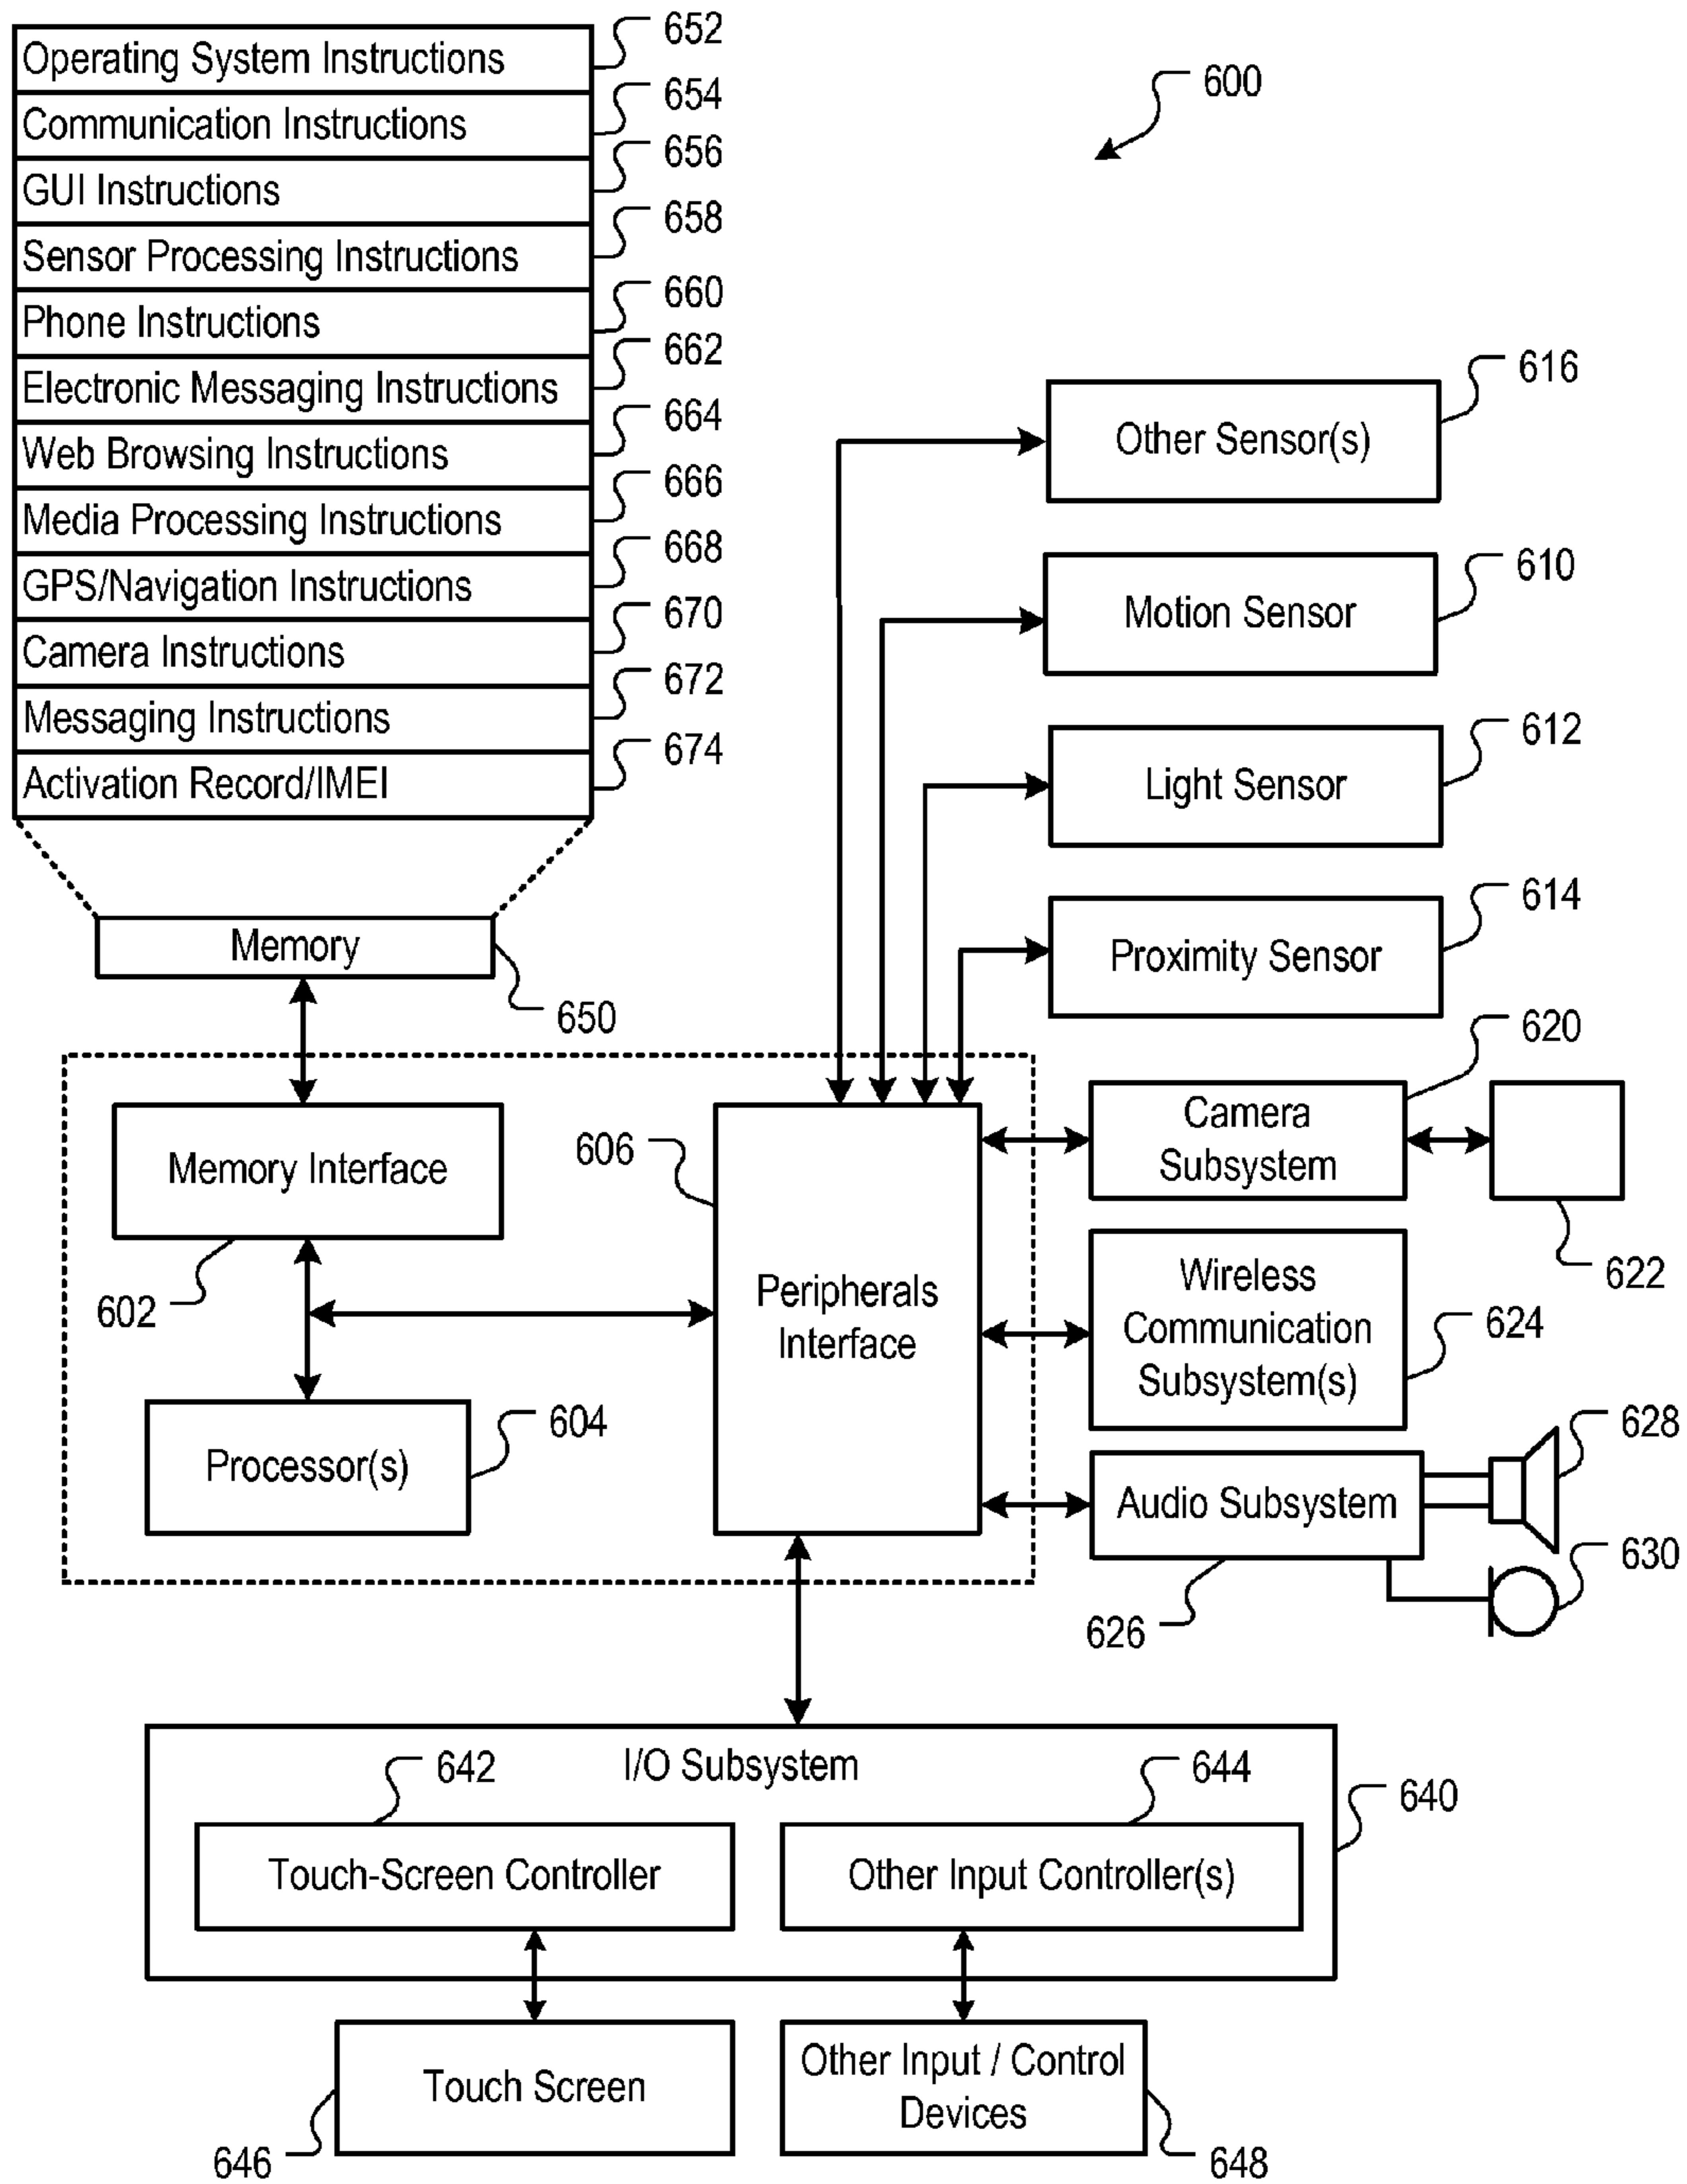 652
Operating System Instructions
600
654
Communication Instructions
656
GUI Instructions
658
Sensor Processing Instructions
660
Phone Instructions
662
Electronic Messaging Instructions
664
Web Browsing Instructions
666
Media Processing Instructions
668
GPS/Navigation Instructions
670
Camera Instructions
672
Messaging Instructions
674
Activation Record/IMEI
616
Other Sensor(s)
610
Motion Sensor
612
Light Sensor
614
Proximity Sensor
Memory
650
620
Camera
Subsystem
622
Memory Interface
602
606
Peripherals
Interface
Wireless
Communication
Subsystem(s)
624
Processor(s)
604
Audio Subsystem
628
630
626
I/O Subsystem
642
644
640
Touch-Screen Controller
Other Input Controller(s)
Touch Screen
646
Other Input / Control
Devices
648